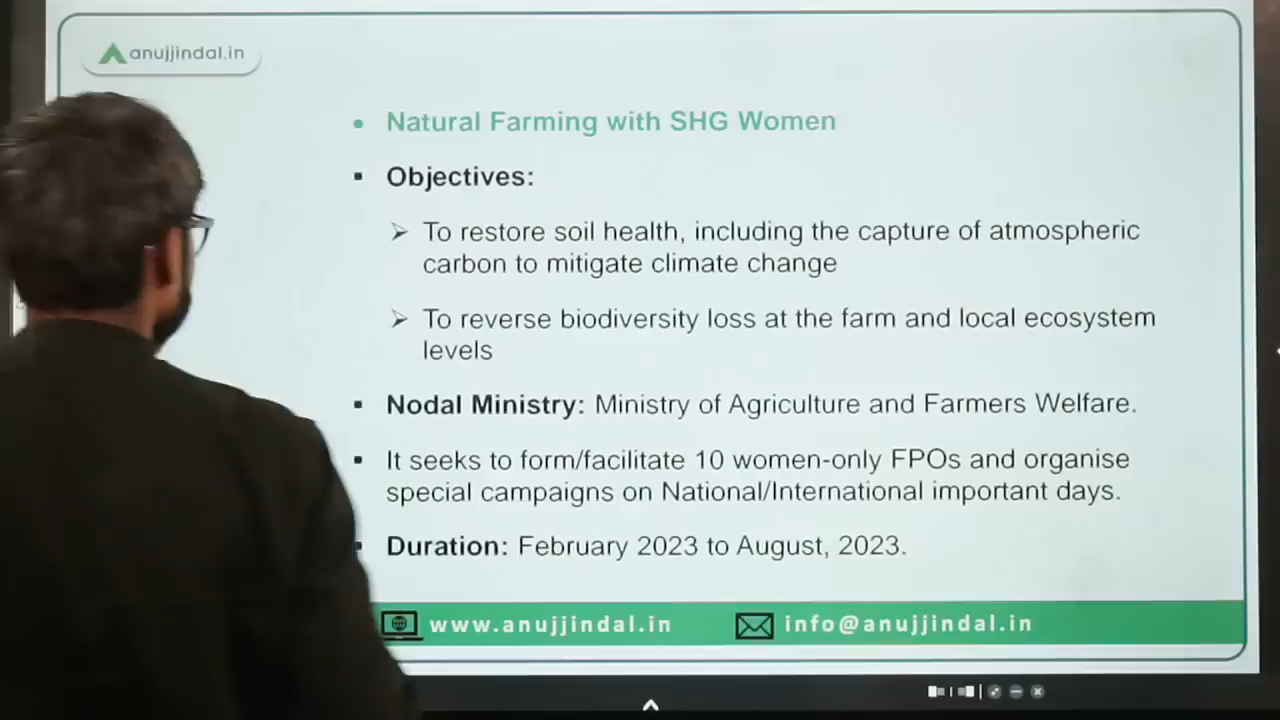 anujjindal.in
• Natural Farming with SHG Women
▪ Objectives:
➢ To restore soil health, including the capture of atmospheric
carbon to mitigate climate change
➢ To reverse biodiversity loss at the farm and local ecosystem
levels
▪ Nodal Ministry: Ministry of Agriculture and Farmers Welfare.
▪ It seeks to form/facilitate 10 women-only FPOs and organise
special campaigns on National/International important days.
▪ Duration: February 2023 to August, 2023.
www.anujjindal.in
info@anujjindal.in